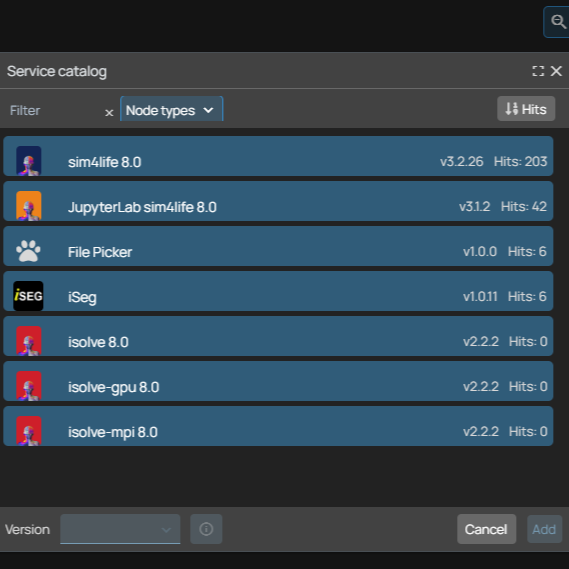 Service catalog
Filter × Node types Hits
sim4life 8.0 v3.2.26 Hits: 203
JupyterLab sim4life 8.0 v3.1.2 Hits: 42
File Picker v1.0.0 Hits: 6
iSEG iSeg v1.0.11 Hits: 6
isolve 8.0 v2.2.2 Hits: 0
isolve-gpu 8.0 v2.2.2 Hits: 0
isolve-mpi 8.0 v2.2.2 Hits: 0
Version Cancel Add